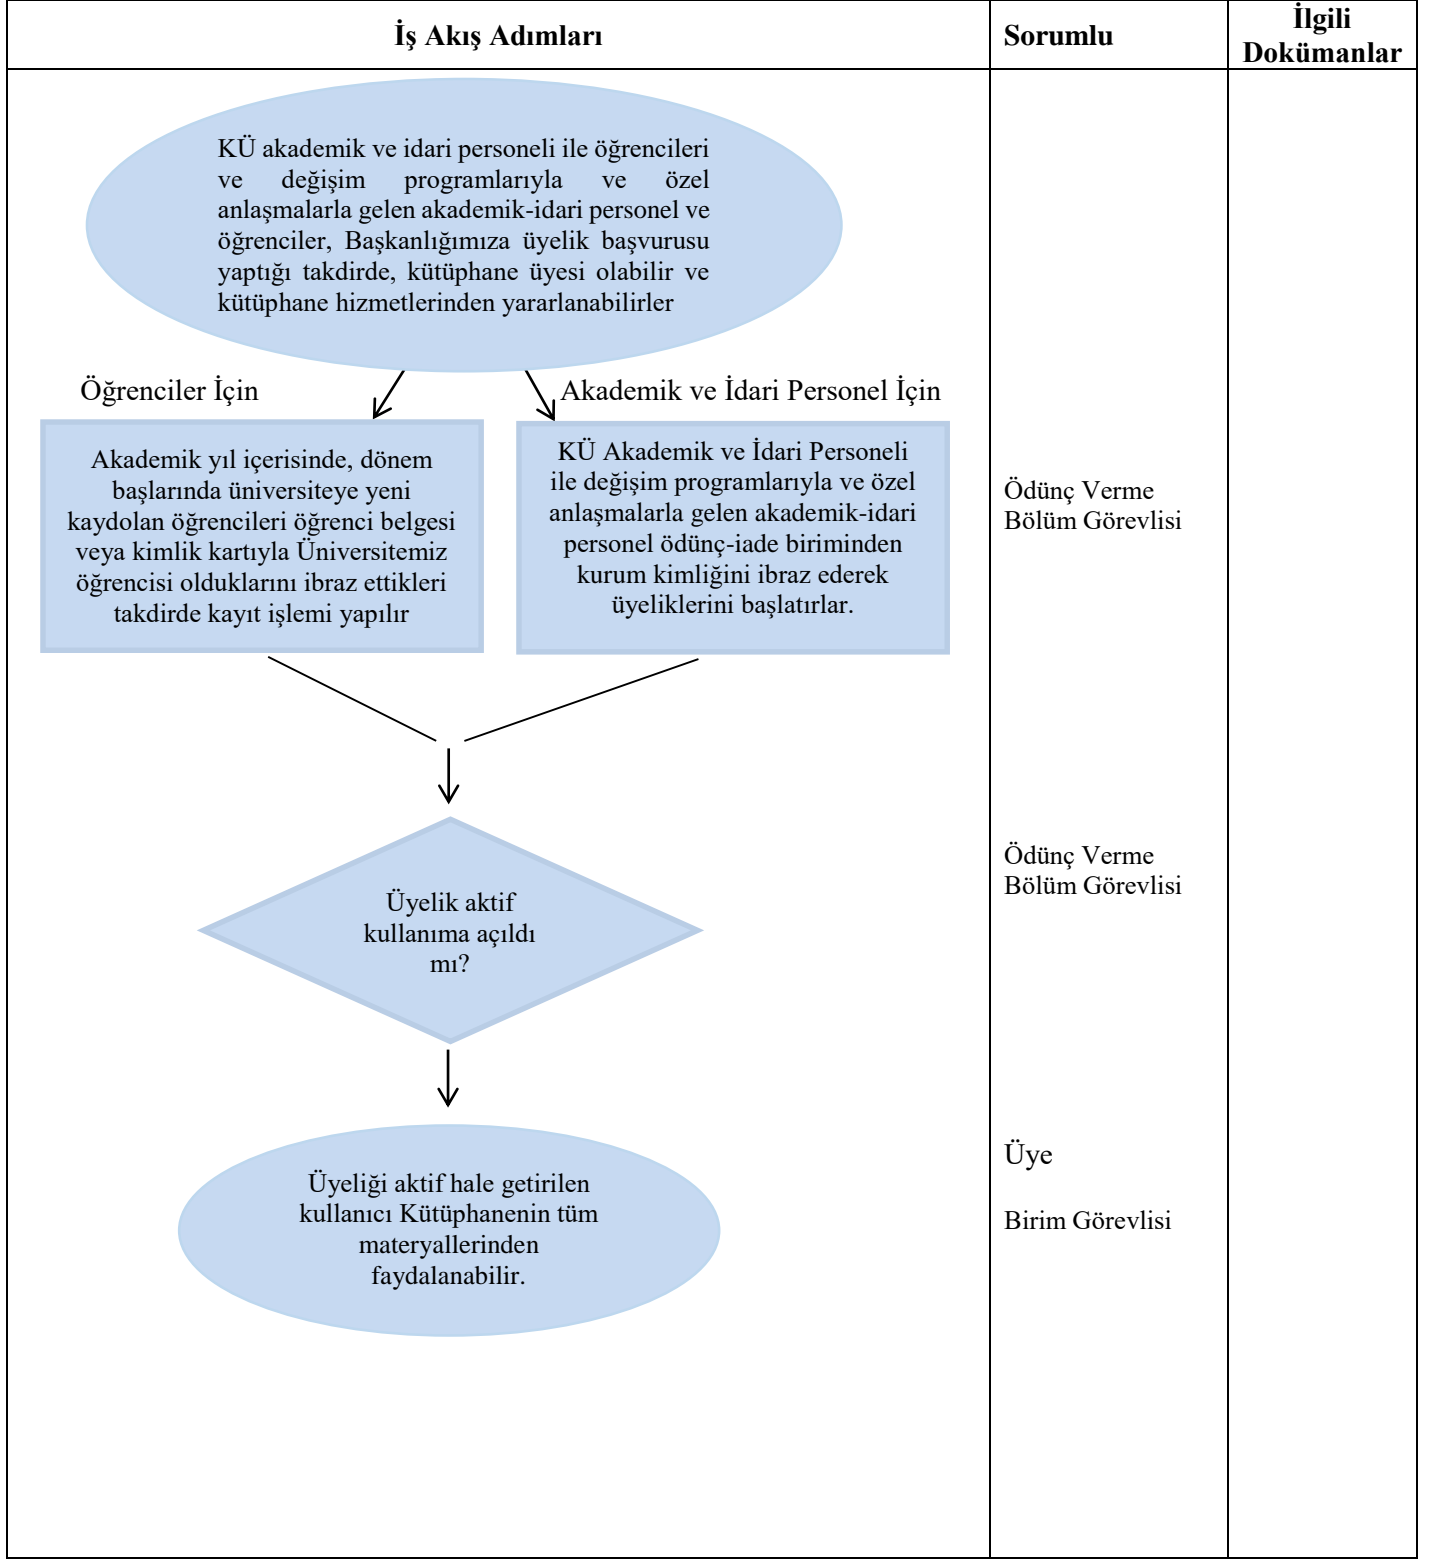 İş Akış Adımları
Sorumlu
İlgili
Dokümanlar
KÜ akademik ve idari personeli ile öğrencileri
ve değişim programlarıyla ve özel
anlaşmalarla gelen akademik-idari personel ve
öğrenciler, Başkanlığımıza üyelik başvurusu
yaptığı takdirde, kütüphane üyesi olabilir ve
kütüphane hizmetlerinden yararlanabilirler
Öğrenciler İçin
Akademik ve İdari Personel İçin
Akademik yıl içerisinde, dönem
başlarında üniversiteye yeni
kaydolan öğrencileri öğrenci belgesi
veya kimlik kartıyla Üniversitemiz
öğrencisi olduklarını ibraz ettikleri
takdirde kayıt işlemi yapılır
KÜ Akademik ve İdari Personeli
ile değişim programlarıyla ve özel
anlaşmalarla gelen akademik-idari
personel ödünç-iade biriminden
kurum kimliğini ibraz ederek
üyeliklerini başlatırlar.
Ödünç Verme
Bölüm Görevlisi
Üyelik aktif
kullanıma açıldı
mı?
Ödünç Verme
Bölüm Görevlisi
Üyeliği aktif hale getirilen
kullanıcı Kütüphanenin tüm
materyallerinden
faydalanabilir.
Üye
Birim Görevlisi